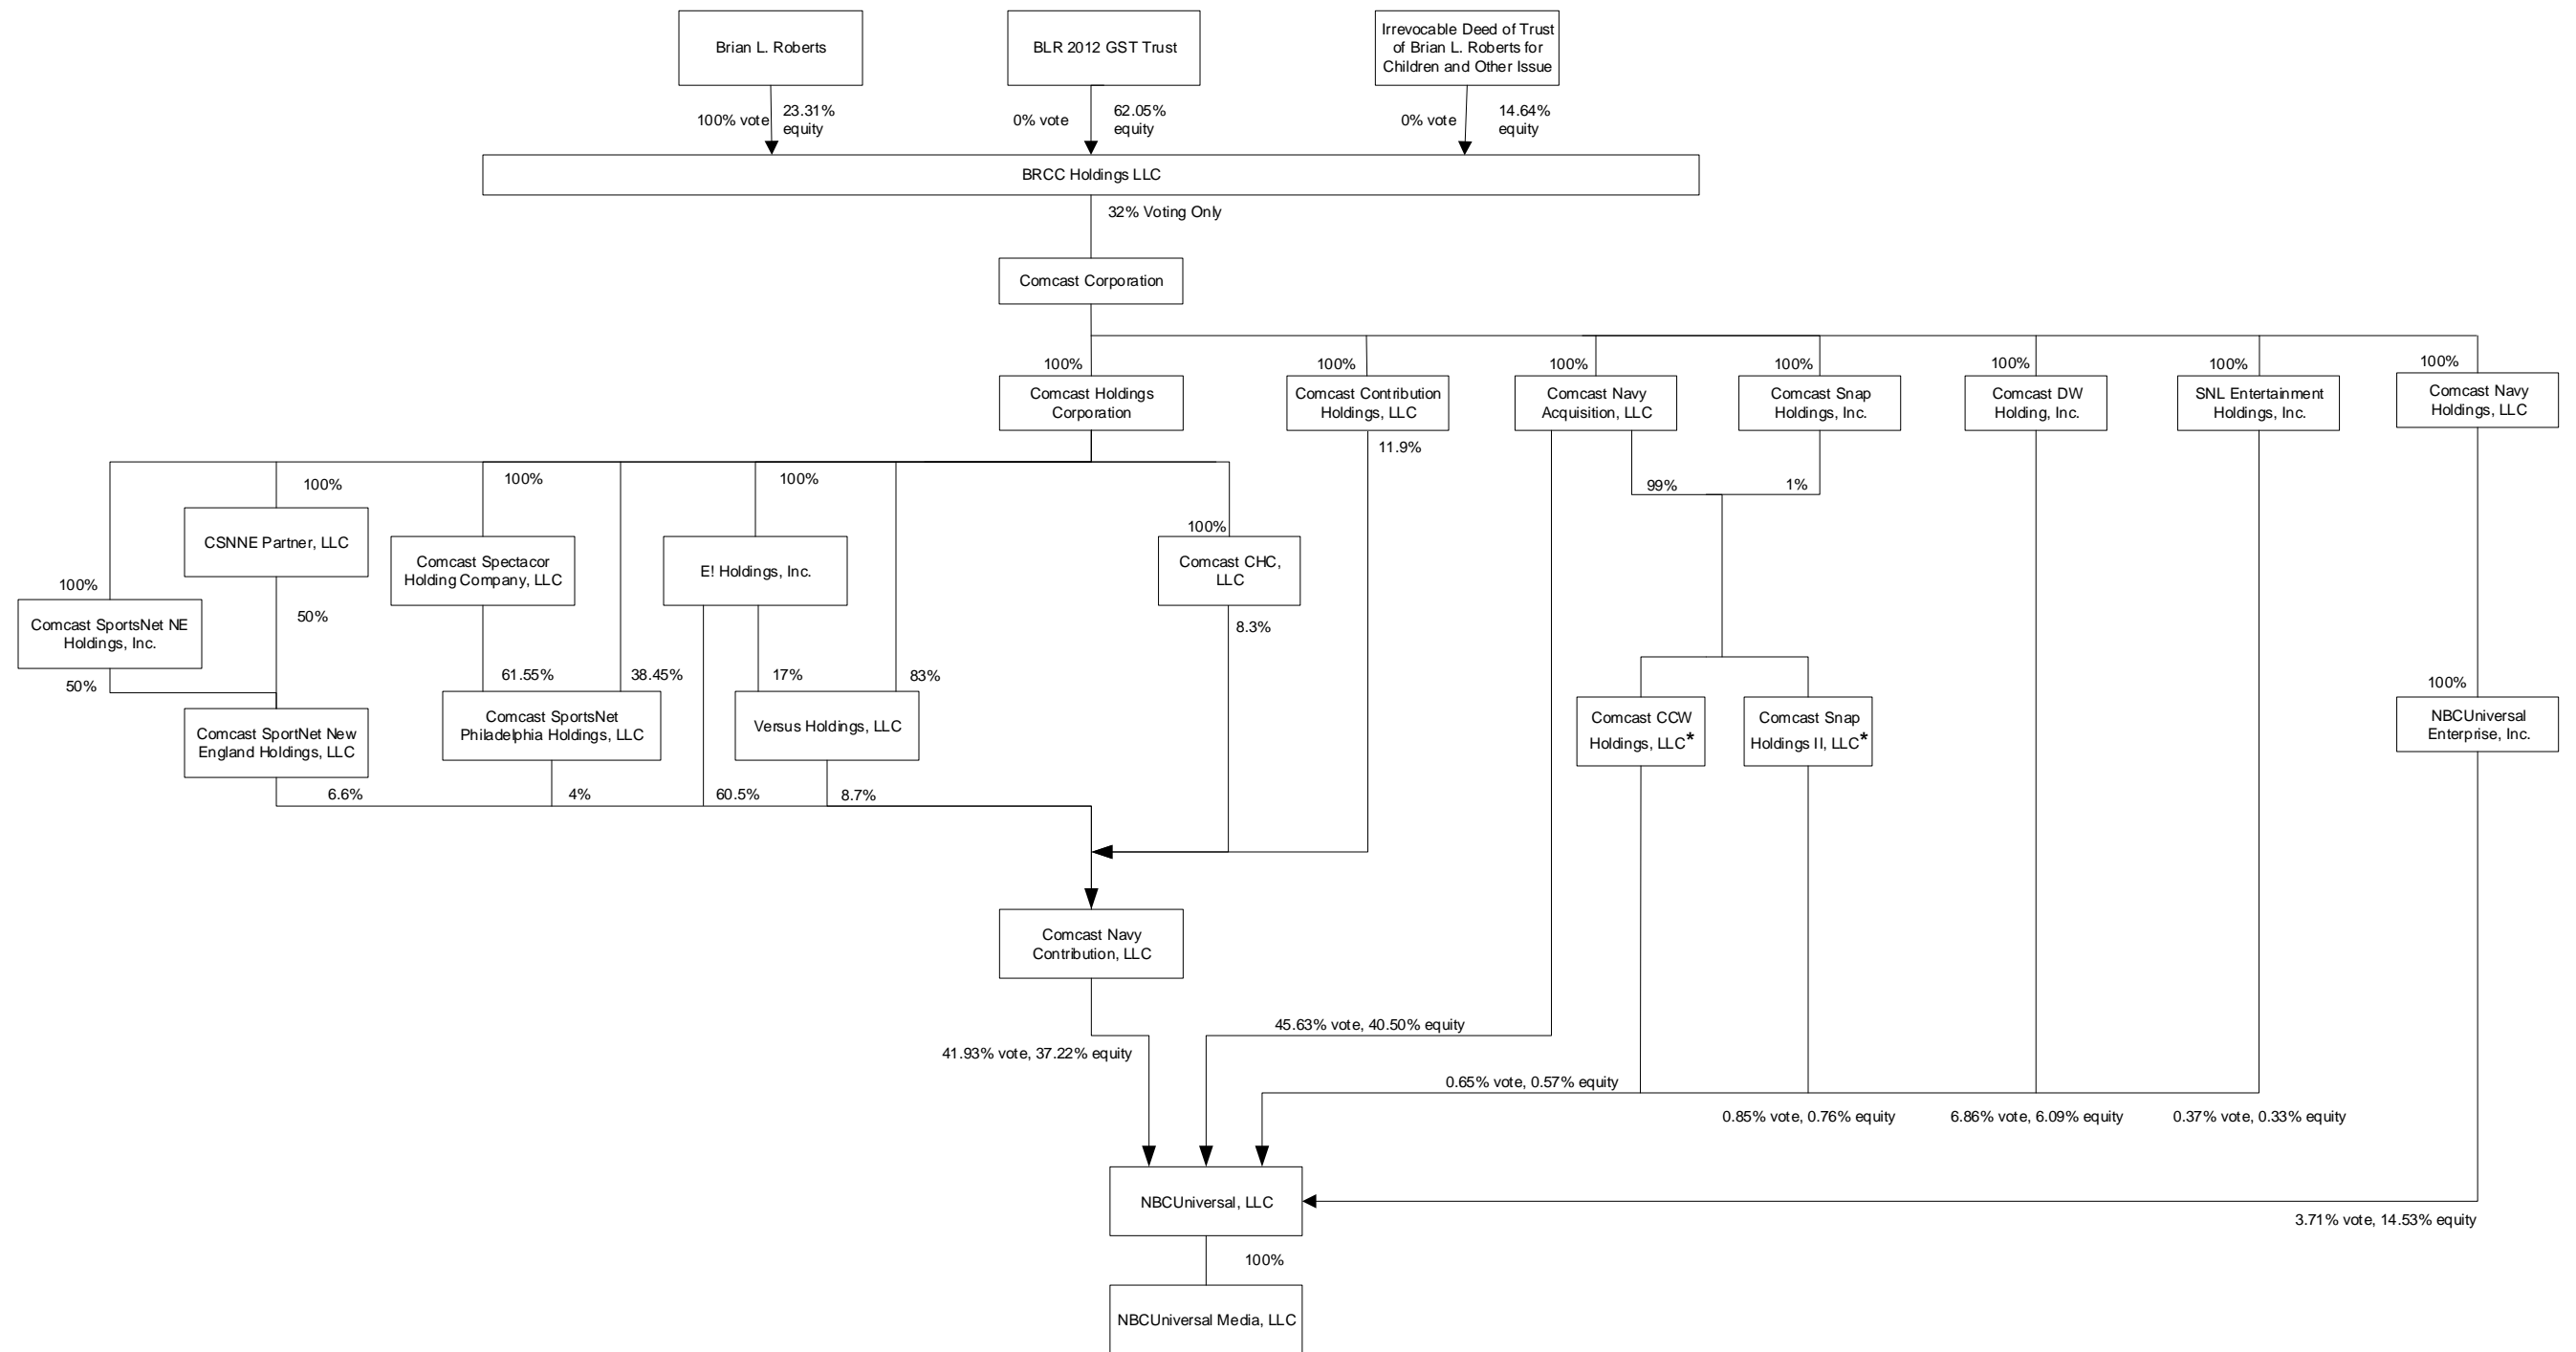 Brian L. Roberts
BLR 2012 GST Trust
Irrevocable Deed of Trust
of Brian L. Roberts for
Children and Other Issue
100% vote
23.31%
equity
0% vote
62.05%
equity
0% vote
14.64%
equity
BRCC Holdings LLC
32% Voting Only
Comcast Corporation
100%
100%
100%
100%
100%
100%
100%
Comcast Holdings
Corporation
Comcast Contribution
Holdings, LLC
Comcast Navy
Acquisition, LLC
Comcast Snap
Holdings, Inc.
Comcast DW
Holding, Inc.
SNL Entertainment
Holdings, Inc.
Comcast Navy
Holdings, LLC
11.9%
100%
100%
100%
99%
1%
100%
CSNNE Partner, LLC
Comcast Spectacor
Holding Company, LLC
E! Holdings, Inc.
Comcast CHC,
LLC
100%
Comcast SportsNet NE
Holdings, Inc.
50%
8.3%
50%
61.55%
38.45%
17%
83%
100%
Comcast SportNet New
England Holdings, LLC
Comcast SportsNet
Philadelphia Holdings, LLC
Versus Holdings, LLC
Comcast CCW
Holdings, LLC*
Comcast Snap
Holdings II, LLC*
NBCUniversal
Enterprise, Inc.
6.6%
4%
60.5%
8.7%
Comcast Navy
Contribution, LLC
45.63% vote, 40.50% equity
41.93% vote, 37.22% equity
0.65% vote, 0.57% equity
0.85% vote, 0.76% equity
6.86% vote, 6.09% equity
0.37% vote, 0.33% equity
NBCUniversal, LLC
3.71% vote, 14.53% equity
100%
NBCUniversal Media, LLC